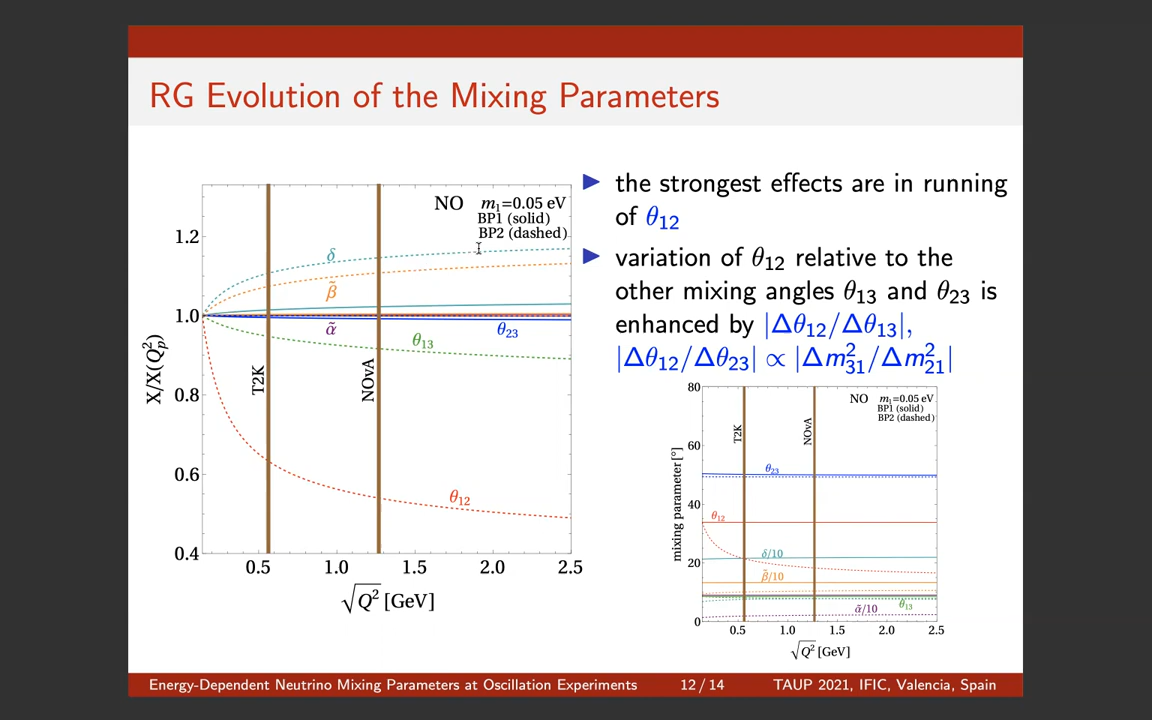 RG Evolution of the Mixing Parameters
NO m₁=0.05 eV
BP1 (solid)
BP2 (dashed)
1.2
1.0
0.8
0.6
0.4
X/X(Q²ₚ)
δ
β̃
α̃
θ₂₃
θ₁₃
θ₁₂
T2K
NOνA
0.5 1.0 1.5 2.0 2.5
√Q² [GeV]
▶ the strongest effects are in running
of θ₁₂
▶ variation of θ₁₂ relative to the
other mixing angles θ₁₃ and θ₂₃ is
enhanced by |Δθ₁₂/Δθ₁₃|,
|Δθ₁₂/Δθ₂₃| ∝ |Δm²₃₁/Δm²₂₁|
80
60
40
20
0
mixing parameter [°]
NO m₁=0.05 eV
BP1 (solid)
BP2 (dashed)
T2K
NOνA
θ₂₃
θ₁₂
δ/10
β̃/10
α̃/10
θ₁₃
0.5 1.0 1.5 2.0 2.5
√Q² [GeV]
Energy-Dependent Neutrino Mixing Parameters at Oscillation Experiments 12 / 14 TAUP 2021, IFIC, Valencia, Spain